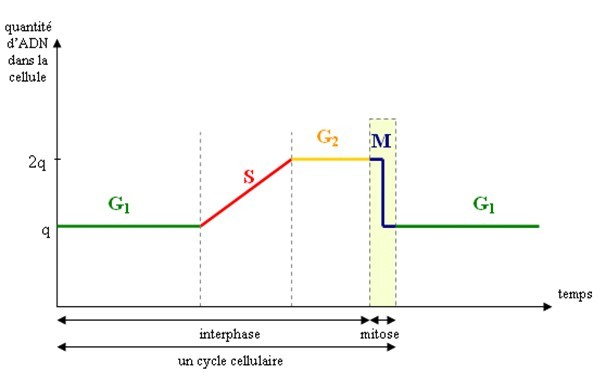 quantité
d'ADN
dans la
cellule
G₂
M
2q
S
G₁
G₁
q
temps
interphase
mitose
un cycle cellulaire